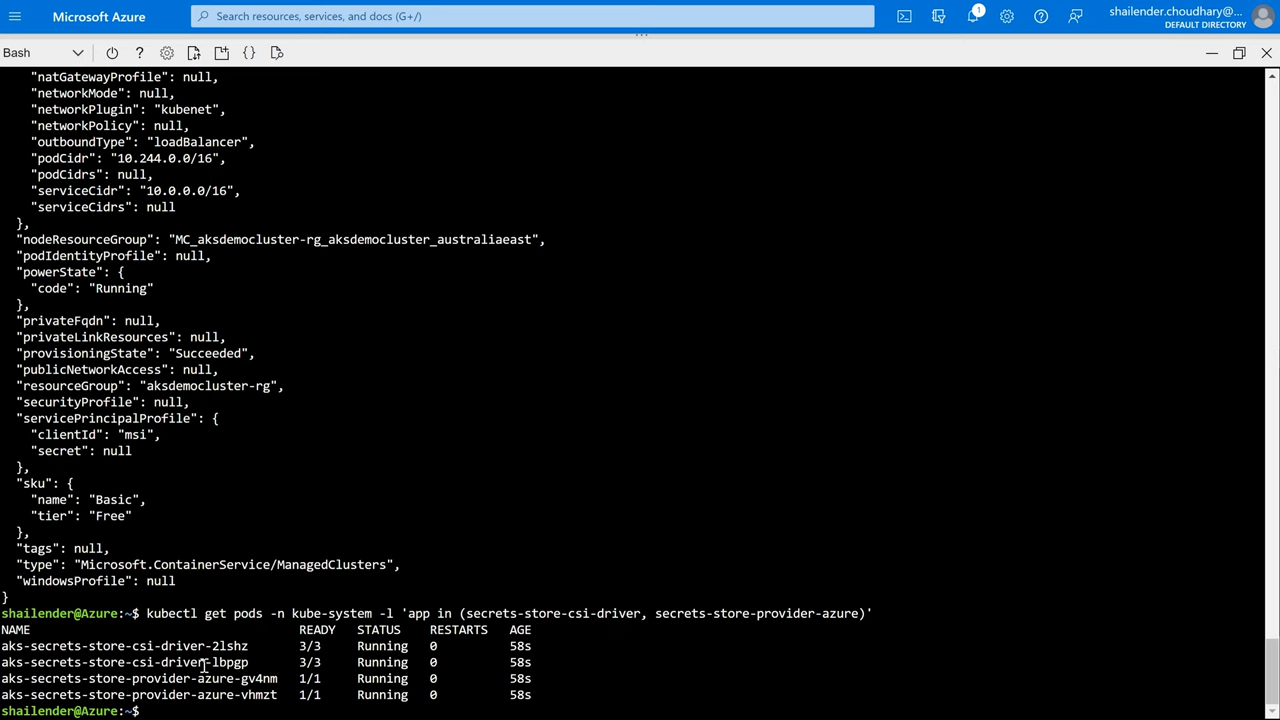 Microsoft Azure
Search resources, services, and docs (G+/)
1
shailender.choudhary@...
DEFAULT DIRECTORY
Bash
"natGatewayProfile": null,
"networkMode": null,
"networkPlugin": "kubenet",
"networkPolicy": null,
"outboundType": "loadBalancer",
"podCidr": "10.244.0.0/16",
"podCidrs": null,
"serviceCidr": "10.0.0.0/16",
"serviceCidrs": null
},
"nodeResourceGroup": "MC_aksdemocluster-rg_aksdemocluster_australiaeast",
"podIdentityProfile": null,
"powerState": {
"code": "Running"
},
"privateFqdn": null,
"privateLinkResources": null,
"provisioningState": "Succeeded",
"publicNetworkAccess": null,
"resourceGroup": "aksdemocluster-rg",
"securityProfile": null,
"servicePrincipalProfile": {
"clientId": "msi",
"secret": null
},
"sku": {
"name": "Basic",
"tier": "Free"
},
"tags": null,
"type": "Microsoft.ContainerService/ManagedClusters",
"windowsProfile": null
}
shailender@Azure:~$ kubectl get pods -n kube-system -l 'app in (secrets-store-csi-driver, secrets-store-provider-azure)'
NAME READY STATUS RESTARTS AGE
aks-secrets-store-csi-driver-2lshz 3/3 Running 0 58s
aks-secrets-store-csi-driver-lbpgp 3/3 Running 0 58s
aks-secrets-store-provider-azure-gv4nm 1/1 Running 0 58s
aks-secrets-store-provider-azure-vhmzt 1/1 Running 0 58s
shailender@Azure:~$